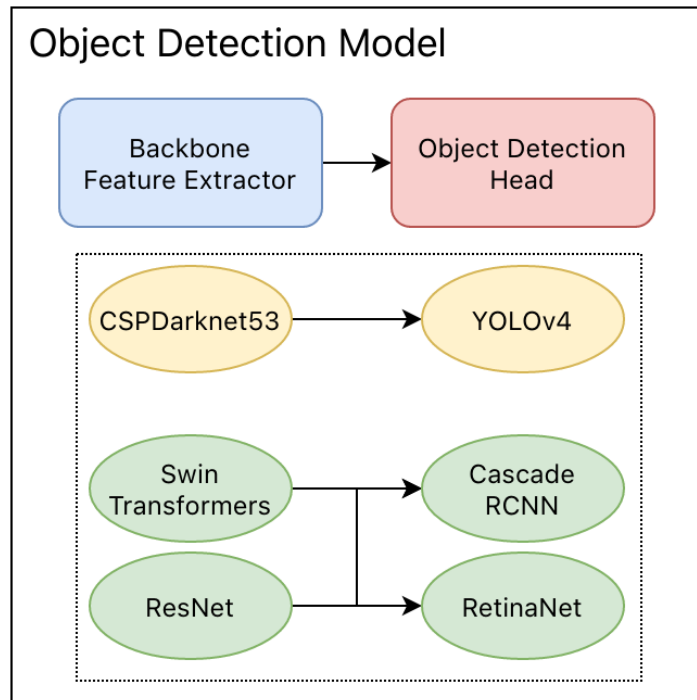 Object Detection Model
Backbone
Feature Extractor
Object Detection
Head
CSPDarknet53
YOLOv4
Swin
Transformers
Cascade
RCNN
ResNet
RetinaNet